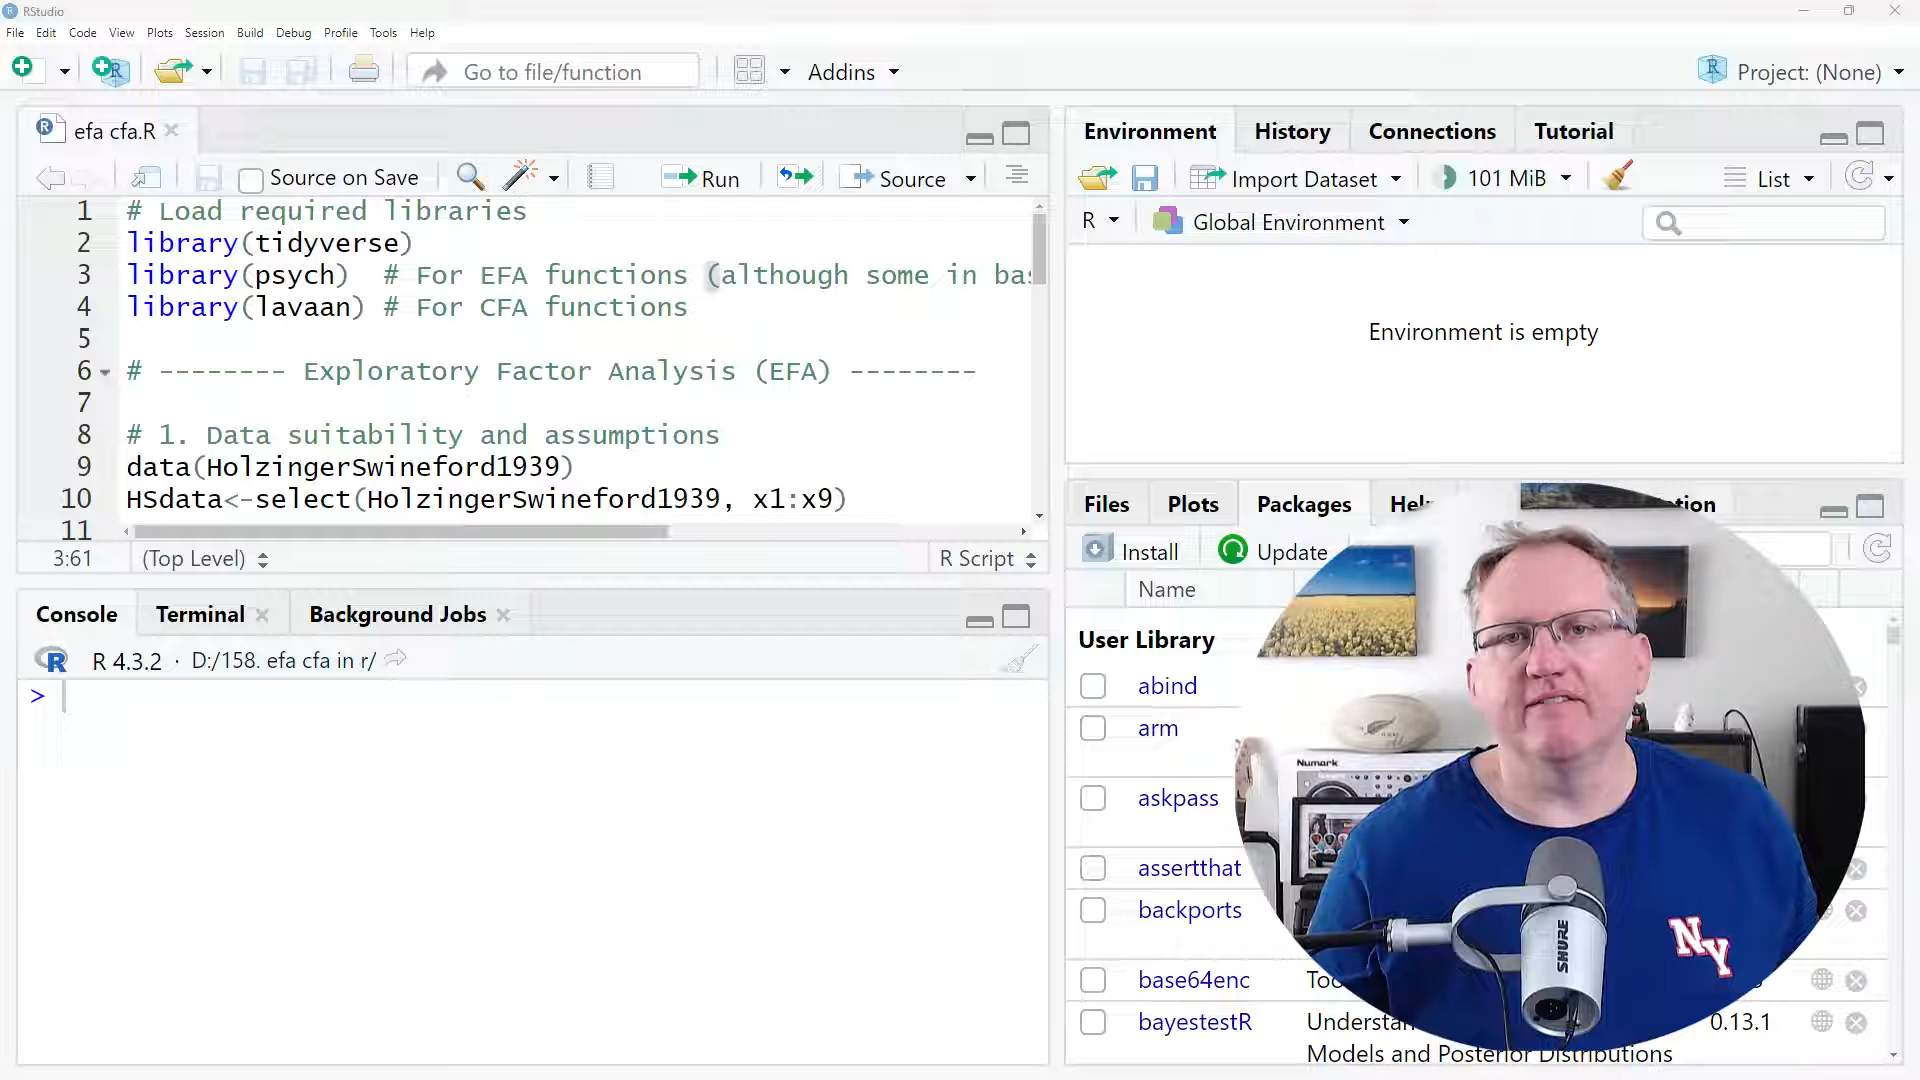 RStudio
File Edit Code View Plots Session Build Debug Profile Tools Help
Go to file/function Addins Project: (None)
efa cfa.R
Source on Save Run Source
1 # Load required libraries
2 library(tidyverse)
3 library(psych) # For EFA functions (although some in bas
4 library(lavaan) # For CFA functions
5
6 # -------- Exploratory Factor Analysis (EFA) --------
7
8 # 1. Data suitability and assumptions
9 data(HolzingerSwineford1939)
10 HSdata<-select(HolzingerSwineford1939, x1:x9)
11
3:61 (Top Level) R Script
Console Terminal Background Jobs
R 4.3.2 · D:/158. efa cfa in r/
>
Environment History Connections Tutorial
Import Dataset 101 MiB List
R Global Environment
Environment is empty
Files Plots Packages
Install Update
Name
User Library
abind
arm
askpass
assertthat
backports
base64enc
bayestestR 0.13.1
Models and Posterior Distributions
Numark
SHURE
NY